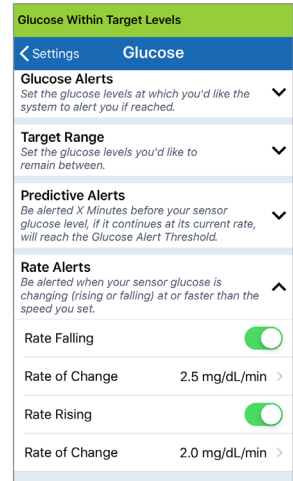 Glucose Within Target Levels
Settings Glucose
Glucose Alerts
Set the glucose levels at which you'd like the
system to alert you if reached.
Target Range
Set the glucose levels you'd like to
remain between.
Predictive Alerts
Be alerted X Minutes before your sensor
glucose level, if it continues at its current rate,
will reach the Glucose Alert Threshold.
Rate Alerts
Be alerted when your sensor glucose is
changing (rising or falling) at or faster than the
speed you set.
Rate Falling
Rate of Change 2.5 mg/dL/min
Rate Rising
Rate of Change 2.0 mg/dL/min